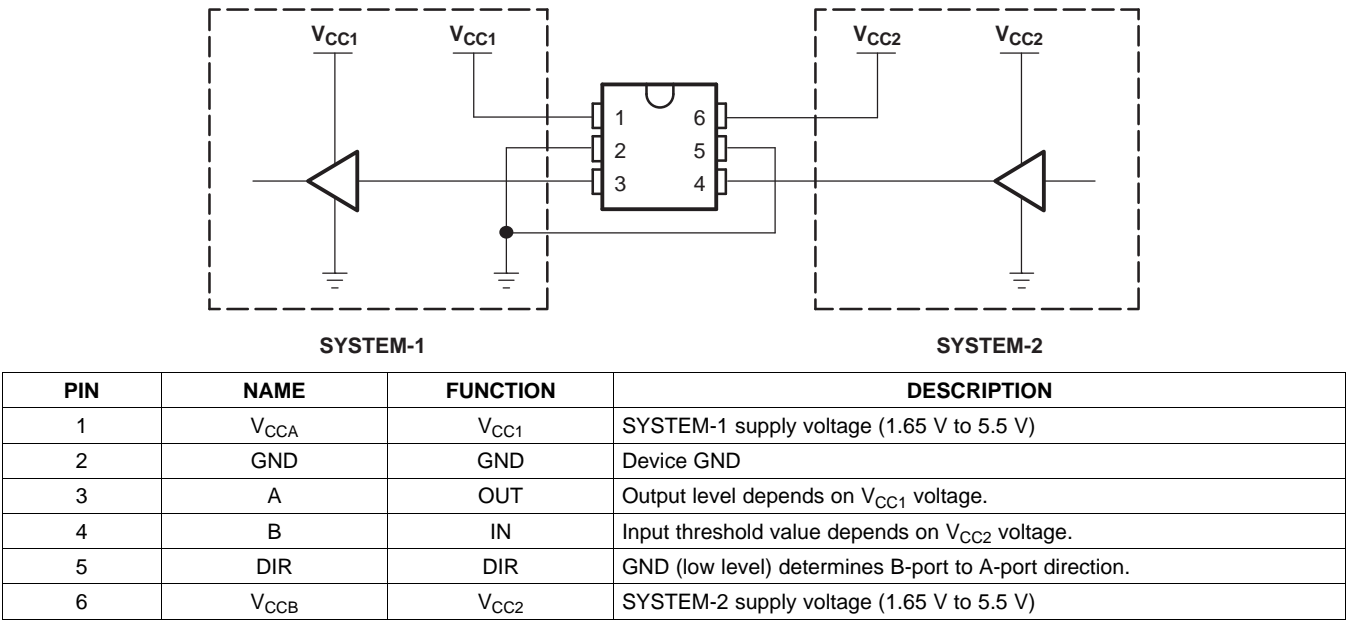 VCC1 VCC1 VCC2 VCC2
1 6
2 5
3 4
SYSTEM-1 SYSTEM-2
PIN NAME FUNCTION DESCRIPTION
1 VCCA VCC1 SYSTEM-1 supply voltage (1.65 V to 5.5 V)
2 GND GND Device GND
3 A OUT Output level depends on VCC1 voltage.
4 B IN Input threshold value depends on VCC2 voltage.
5 DIR DIR GND (low level) determines B-port to A-port direction.
6 VCCB VCC2 SYSTEM-2 supply voltage (1.65 V to 5.5 V)